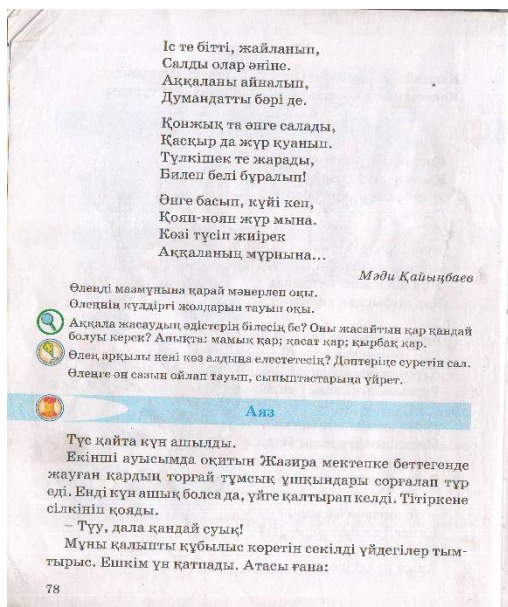 Іс те бітті, жайланып,
Салды олар әніне.
Аққаланы айналып,
Думандатты бәрі де.
Қонжық та әнге салады,
Қасқыр да жүр қуанып.
Түлкішек те жарады,
Билеп белі бұралып!
Әнге басып, күйі кеп,
Қоян-ноян жүр мына.
Көзі түсіп жиірек
Аққаланың мұрнына...
Мәди Қайыңбаев
Өлеңді мазмұнына қарай мәнерлеп оқы.
Өлеңнің күлдіргі жолдарын тауып оқы.
Аққала жасаудың әдістерін білесің бе? Оны жасайтын қар қандай
болуы керек? Анықта: мамық қар; қасат қар; қырбақ қар.
Өлең арқылы нені көз алдыңа елестетесің? Дәптеріңе суретін сал.
Өлеңге ән сазын ойлап тауып, сыныптастарыңа үйрет.
Аяз
Түс қайта күн ашылды.
Екінші ауысымда оқитын Жазира мектепке беттегенде
жауған қардың торғай тұмсық ұшқындары сорғалап тұр
еді. Енді күн ашық болса да, үйге қалтырап келді. Тітіркене
сілкініп қояды.
– Түу, дала қандай суық!
Мұны қалыпты құбылыс көретін секілді үйдегілер тым-
тырыс. Ешкім үн қатпады. Атасы ғана:
78